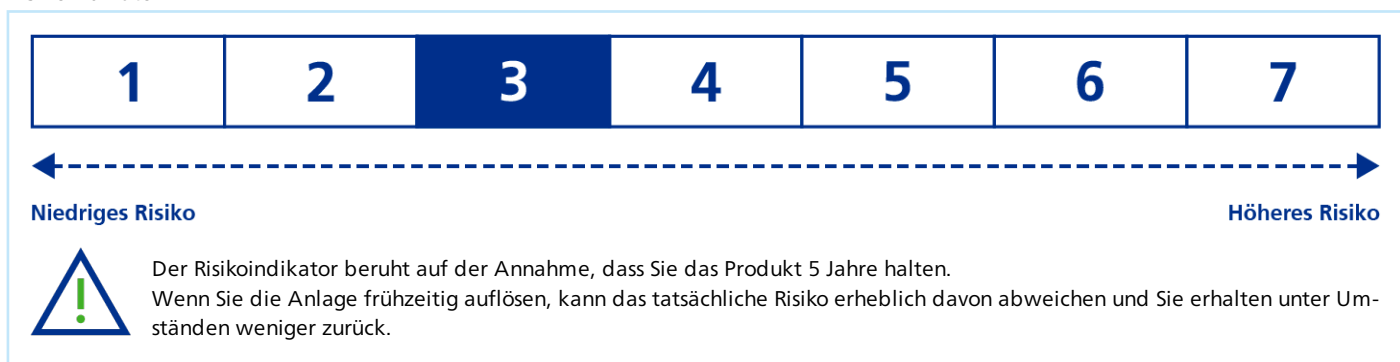 1 2 3 4 5 6 7
Niedriges Risiko Höheres Risiko
Der Risikoindikator beruht auf der Annahme, dass Sie das Produkt 5 Jahre halten.
Wenn Sie die Anlage frühzeitig auflösen, kann das tatsächliche Risiko erheblich davon abweichen und Sie erhalten unter Um-
ständen weniger zurück.